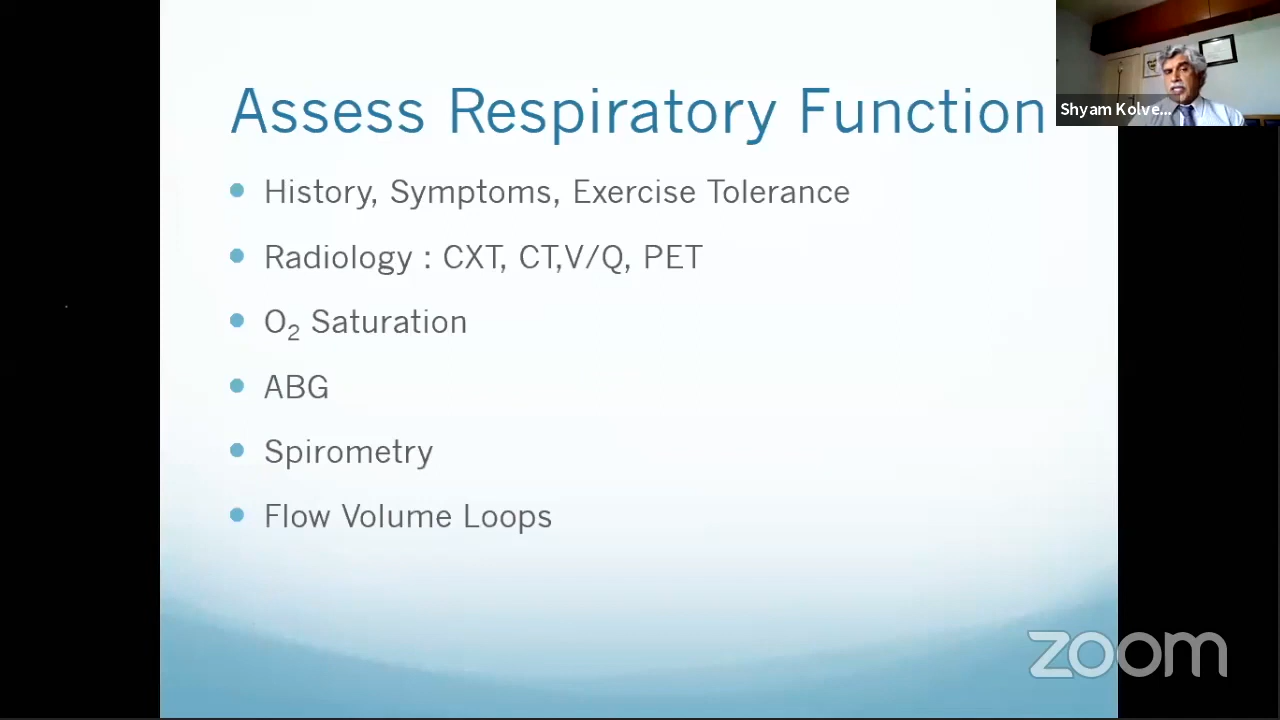 Assess Respiratory Function
Shyam Kolve...
History, Symptoms, Exercise Tolerance
Radiology : CXT, CT,V/Q, PET
O₂ Saturation
ABG
Spirometry
Flow Volume Loops
zoom